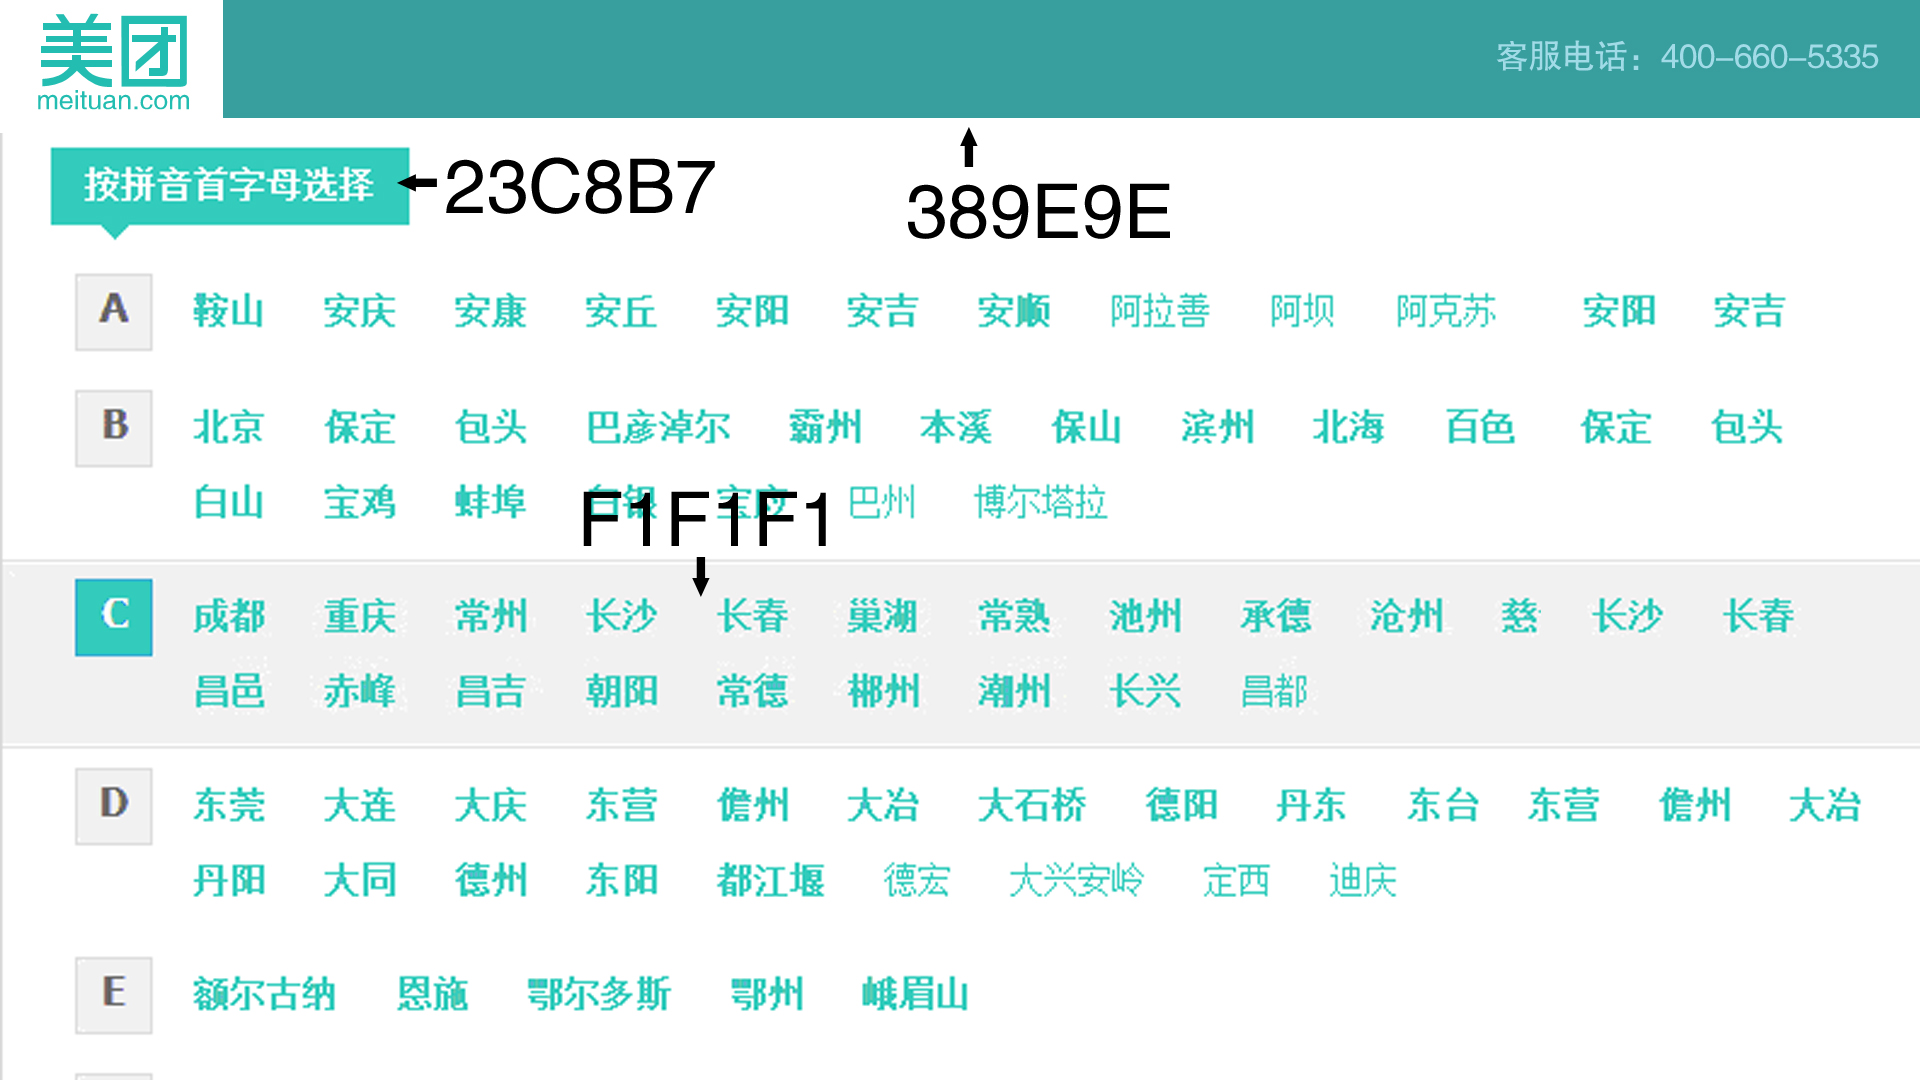 美团
meituan.com
客服电话：400-660-5335
按拼音首字母选择
23C8B7
389E9E
A 鞍山 安庆 安康 安丘 安阳 安吉 安顺 阿拉善 阿坝 阿克苏 安阳 安吉
B 北京 保定 包头 巴彦淖尔 霸州 本溪 保山 滨州 北海 百色 保定 包头
白山 宝鸡 蚌埠 白银 宝应 巴州 博尔塔拉
F1F1F1
C 成都 重庆 常州 长沙 长春 巢湖 常熟 池州 承德 沧州 慈 长沙 长春
昌邑 赤峰 昌吉 朝阳 常德 郴州 潮州 长兴 昌都
D 东莞 大连 大庆 东营 儋州 大冶 大石桥 德阳 丹东 东台 东营 儋州 大冶
丹阳 大同 德州 东阳 都江堰 德宏 大兴安岭 定西 迪庆
E 额尔古纳 恩施 鄂尔多斯 鄂州 峨眉山